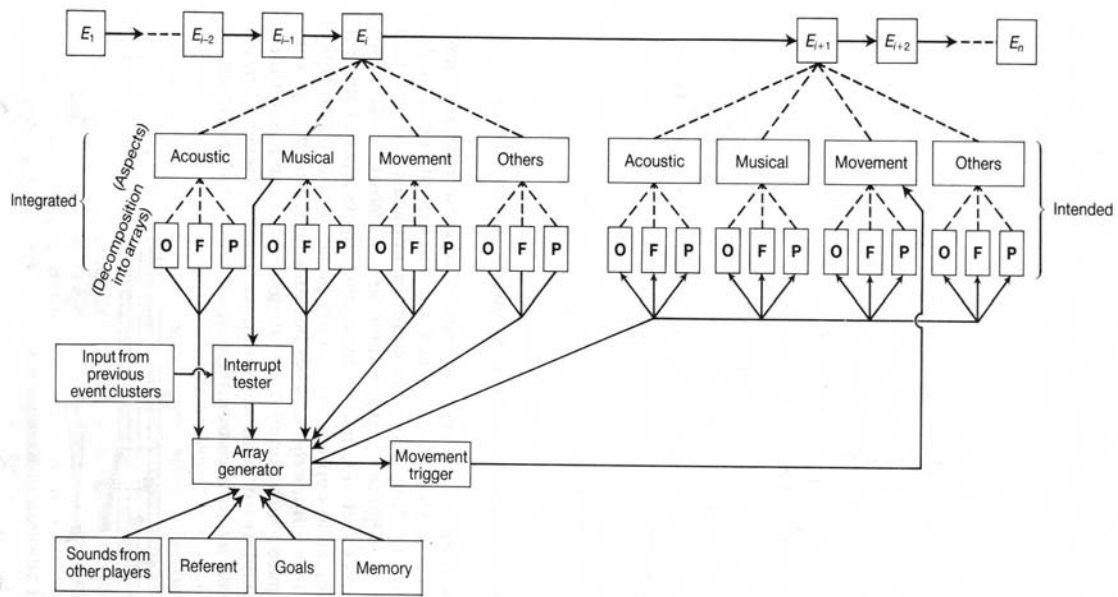 E1 Ei–2 Ei–1 Ei Ei+1 Ei+2 En
Integrated
(Aspects)
(Decomposition
into arrays)
Acoustic Musical Movement Others
Acoustic Musical Movement Others
Intended
O F P O F P O F P O F P
O F P O F P O F P O F P
Input from
previous
event clusters
Interrupt
tester
Array
generator
Movement
trigger
Sounds from
other players
Referent
Goals
Memory